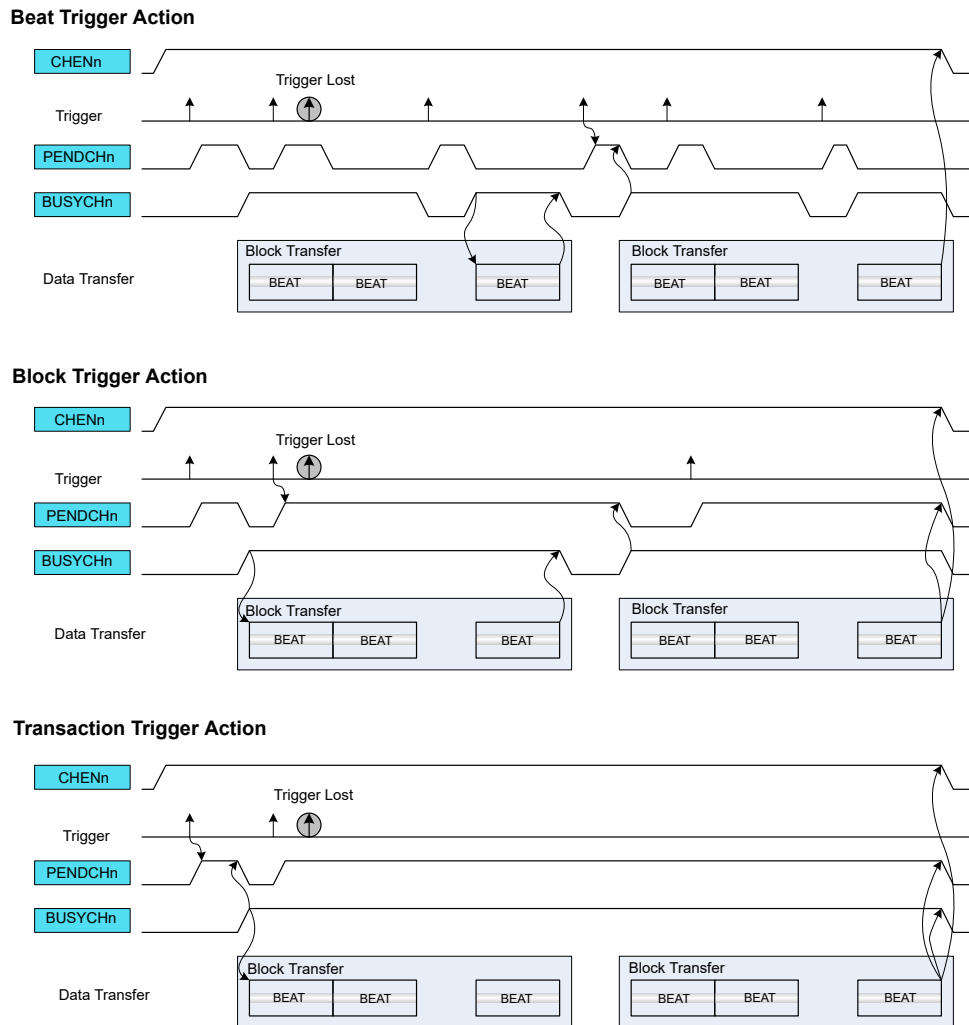 Beat Trigger Action
CHENn
Trigger Lost
Trigger
PENDCHn
BUSYCHn
Block Transfer
Block Transfer
Data Transfer
BEAT
BEAT
BEAT
BEAT
BEAT
BEAT
Block Trigger Action
CHENn
Trigger Lost
Trigger
PENDCHn
BUSYCHn
Block Transfer
Block Transfer
Data Transfer
BEAT
BEAT
BEAT
BEAT
BEAT
BEAT
Transaction Trigger Action
CHENn
Trigger Lost
Trigger
PENDCHn
BUSYCHn
Block Transfer
Block Transfer
Data Transfer
BEAT
BEAT
BEAT
BEAT
BEAT
BEAT